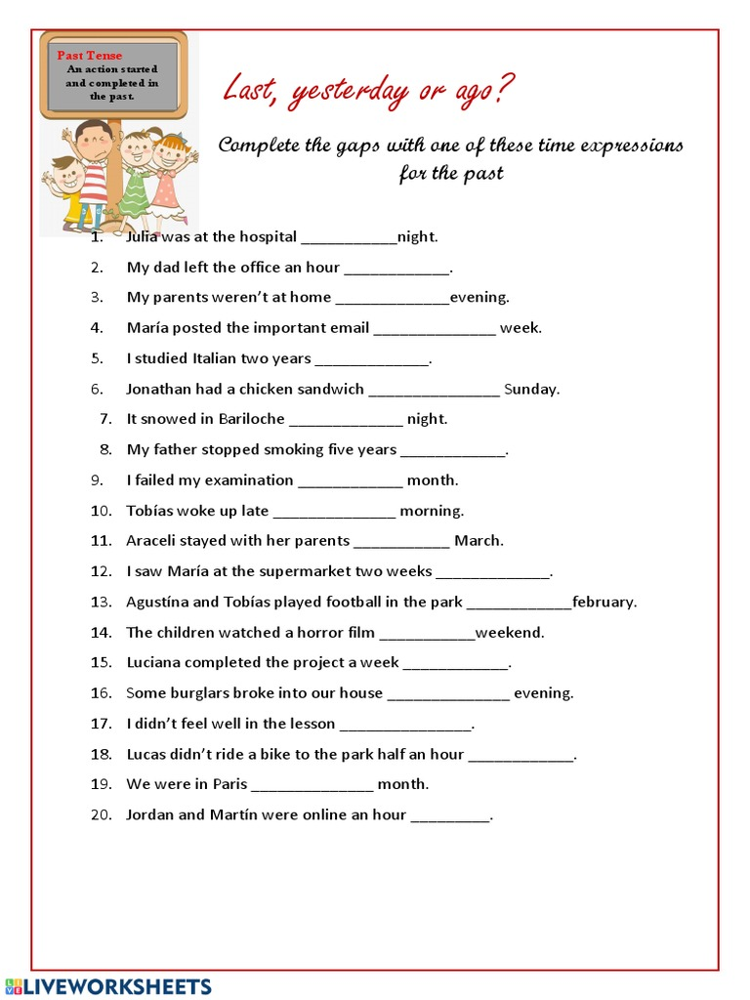 Past Tense
An action started
and completed in
the past.
Last, yesterday or ago?
Complete the gaps with one of these time expressions
for the past
1. Julia was at the hospital ___________night.
2. My dad left the office an hour ____________.
3. My parents weren’t at home _____________evening.
4. María posted the important email ______________ week.
5. I studied Italian two years _____________.
6. Jonathan had a chicken sandwich _______________ Sunday.
7. It snowed in Bariloche _____________ night.
8. My father stopped smoking five years ____________.
9. I failed my examination ____________ month.
10. Tobías woke up late ______________ morning.
11. Araceli stayed with her parents ___________ March.
12. I saw María at the supermarket two weeks _____________.
13. Agustína and Tobías played football in the park ____________february.
14. The children watched a horror film ___________weekend.
15. Luciana completed the project a week ____________.
16. Some burglars broke into our house ______________ evening.
17. I didn’t feel well in the lesson _______________.
18. Lucas didn’t ride a bike to the park half an hour ____________.
19. We were in Paris ______________ month.
20. Jordan and Martín were online an hour _________.
LIVEWORKSHEETS